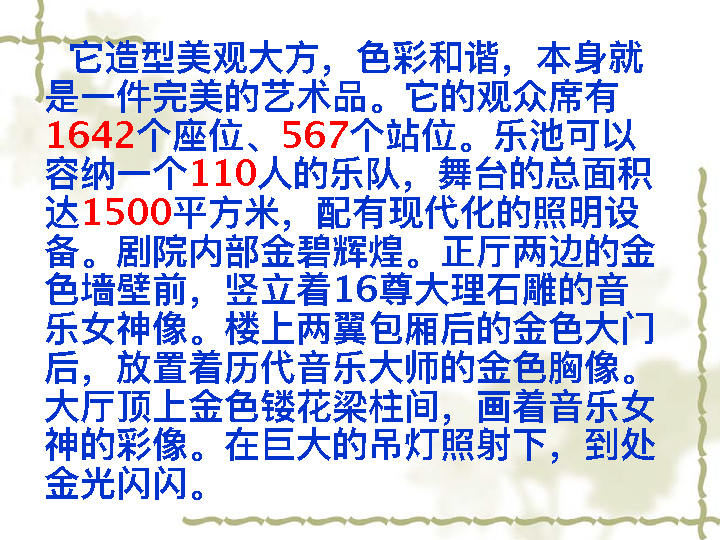 它造型美观大方，色彩和谐，本身就
是一件完美的艺术品。它的观众席有
1642个座位、567个站位。乐池可以
容纳一个110人的乐队，舞台的总面积
达1500平方米，配有现代化的照明设
备。剧院内部金碧辉煌。正厅两边的金
色墙壁前，竖立着16尊大理石雕的音
乐女神像。楼上两翼包厢后的金色大门
后，放置着历代音乐大师的金色胸像。
大厅顶上金色镂花梁柱间，画着音乐女
神的彩像。在巨大的吊灯照射下，到处
金光闪闪。